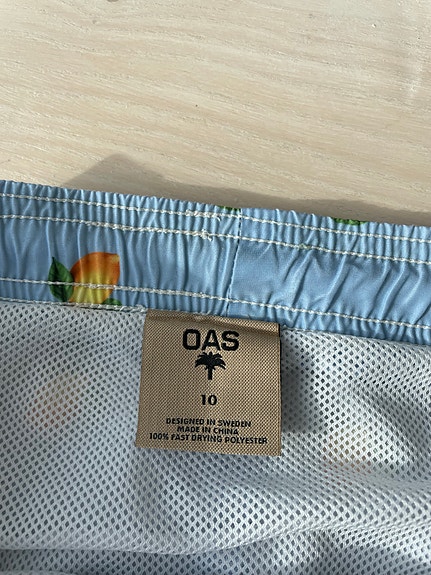 OAS
10
DESIGNED IN SWEDEN
MADE IN CHINA
100% FAST DRYING POLYESTER